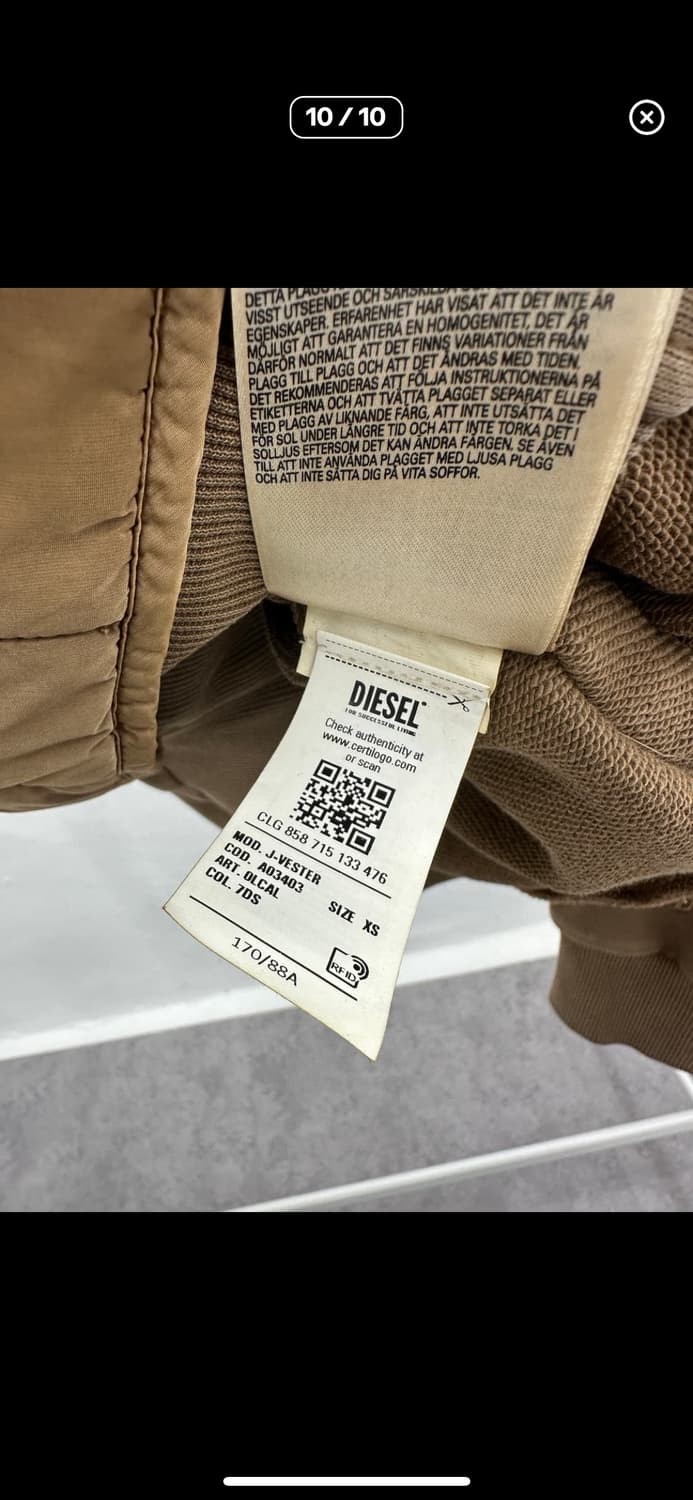 10 / 10
DETTA
VISST UTSEENDE OCH SÄRSKILDA
EGENSKAPER. ERFARENHET HAR VISAT ATT DET INTE ÄR
MÖJLIGT ATT GARANTERA EN HOMOGENITET, DET ÄR
DÄRFÖR NORMALT ATT DET FINNS VARIATIONER FRÅN
PLAGG TILL PLAGG OCH ATT DET ÄNDRAS MED TIDEN.
DET REKOMMENDERAS ATT FÖLJA INSTRUKTIONERNA PÅ
ETIKETTERNA OCH ATT TVÄTTA PLAGGET SEPARAT ELLER
MED PLAGG AV LIKNANDE FÄRG, ATT INTE UTSÄTTA DET
FÖR SOL UNDER LÄNGRE TID OCH ATT INTE TORKA DET I
SOLLJUS EFTERSOM DET KAN ÄNDRA FÄRGEN. SE ÄVEN
TILL ATT INTE ANVÄNDA PLAGGET MED LJUSA PLAGG
OCH ATT INTE SÄTTA DIG PÅ VITA SOFFOR.
DIESEL
FOR SUCCESSFUL LIVING
Check authenticity at
www.certilogo.com
or scan
CLG 858 715 133 476
MOD. J-VESTER
COD. A03403
ART. 0LCAL SIZE XS
COL. 7DS
170/88A
RFID